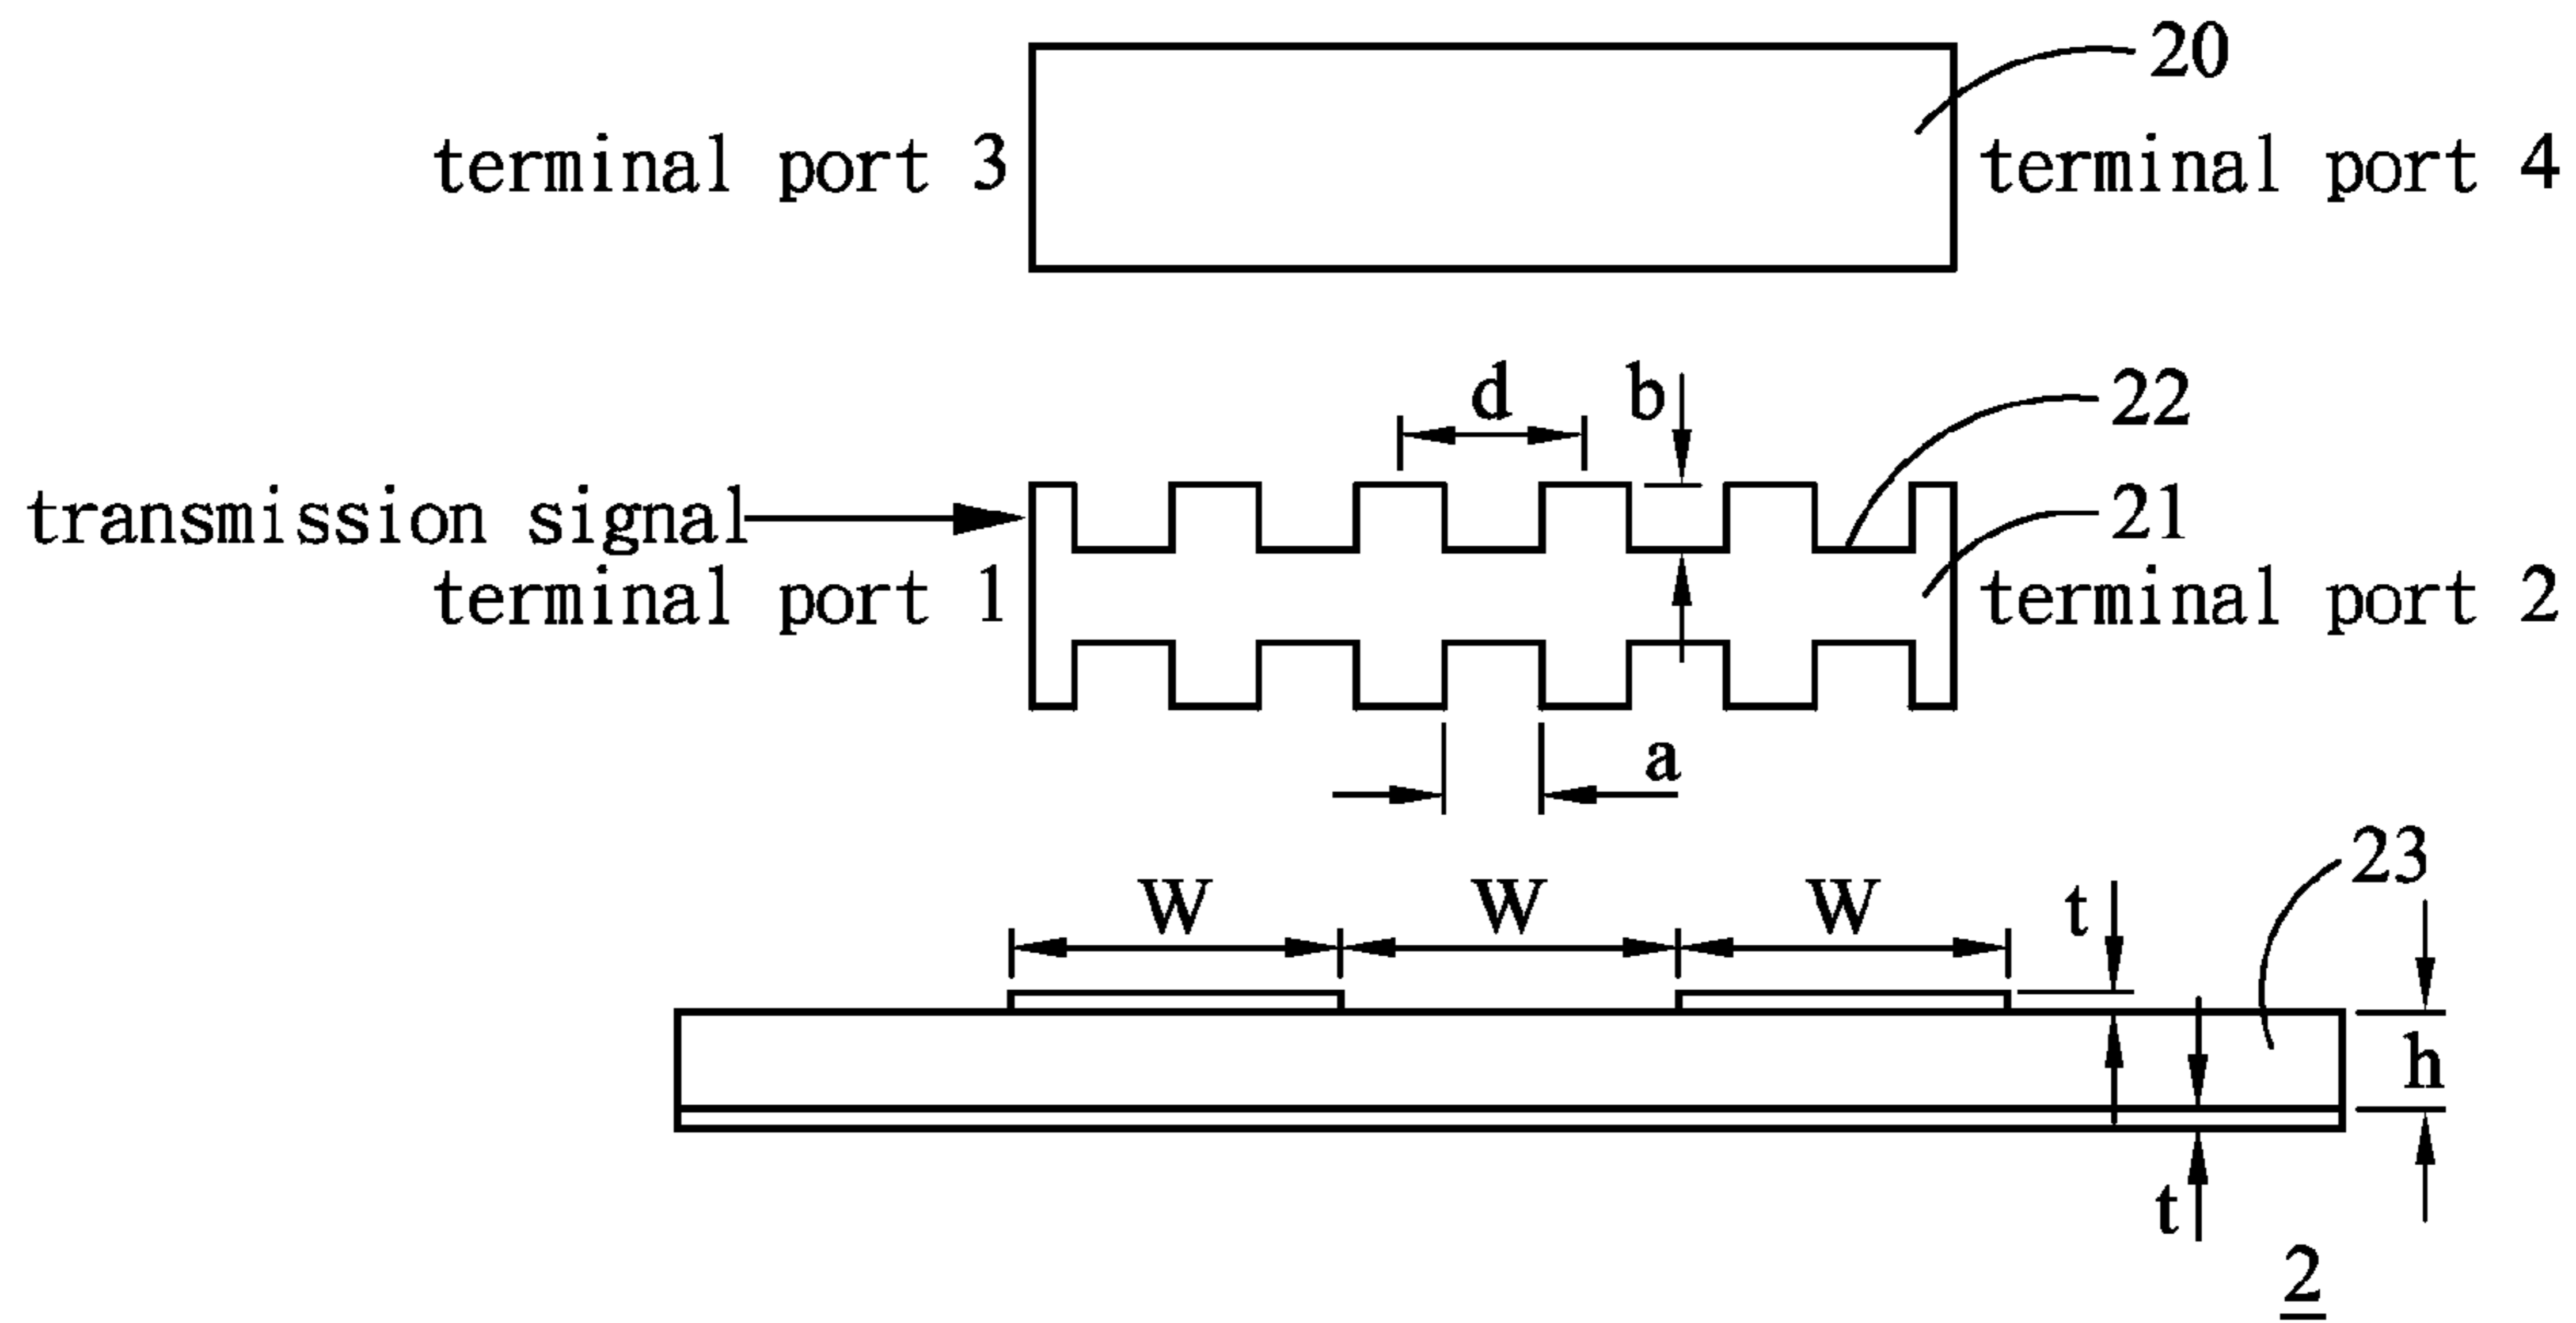 20
terminal port 3
terminal port 4
d
b
22
transmission signal
21
terminal port 1
terminal port 2
a
23
W
W
W
t
h
t
2